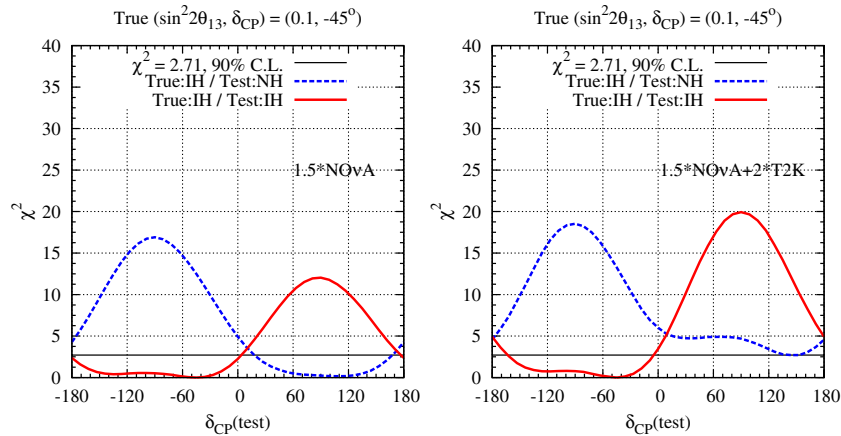 True (sin²2θ₁₃, δ_CP) = (0.1, -45°)
χ² = 2.71, 90% C.L.
True:IH / Test:NH
True:IH / Test:IH
1.5*NOνA
χ²
40
35
30
25
20
15
10
5
0
-180 -120 -60 0 60 120 180
δ_CP(test)
True (sin²2θ₁₃, δ_CP) = (0.1, -45°)
χ² = 2.71, 90% C.L.
True:IH / Test:NH
True:IH / Test:IH
1.5*NOνA+2*T2K
χ²
40
35
30
25
20
15
10
5
0
-180 -120 -60 0 60 120 180
δ_CP(test)